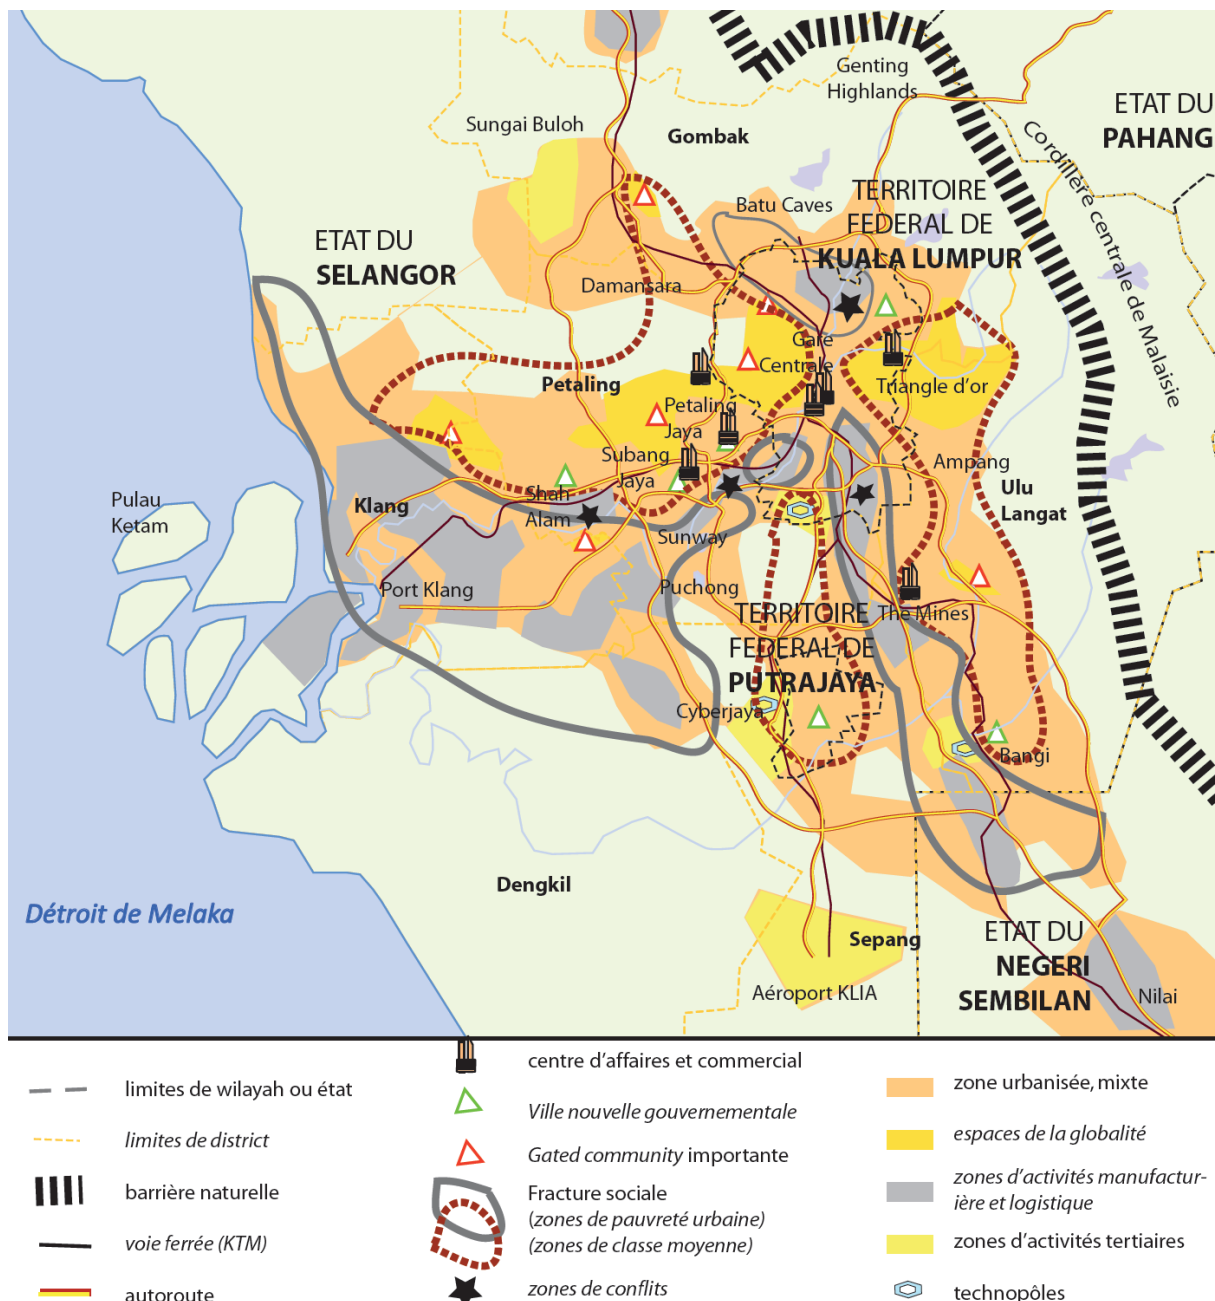 Genting
Highlands
ETAT DU
PAHANG
Sungai Buloh
Gombak
Cordillère centrale de Malaisie
TERRITOIRE
FEDERAL DE
KUALA LUMPUR
Batu Caves
ETAT DU
SELANGOR
Damansara
Gare
Centrale
Petaling
Triangle d'or
Petaling
Jaya
Subang
Jaya
Ampang
Ulu
Langat
Pulau
Ketam
Klang
Shah
Alam
Sunway
Port Klang
Puchong
TERRITOIRE
FEDERAL DE
PUTRAJAYA
The Mines
Cyberjaya
Bangi
Dengkil
Détroit de Melaka
Sepang
ETAT DU
NEGERI
SEMBILAN
Aéroport KLIA
Nilai
limites de wilayah ou état
limites de district
barrière naturelle
voie ferrée (KTM)
autoroute
centre d'affaires et commercial
Ville nouvelle gouvernementale
Gated community importante
Fracture sociale
(zones de pauvreté urbaine)
(zones de classe moyenne)
zones de conflits
zone urbanisée, mixte
espaces de la globalité
zones d'activités manufactur-
ière et logistique
zones d'activités tertiaires
technopôles